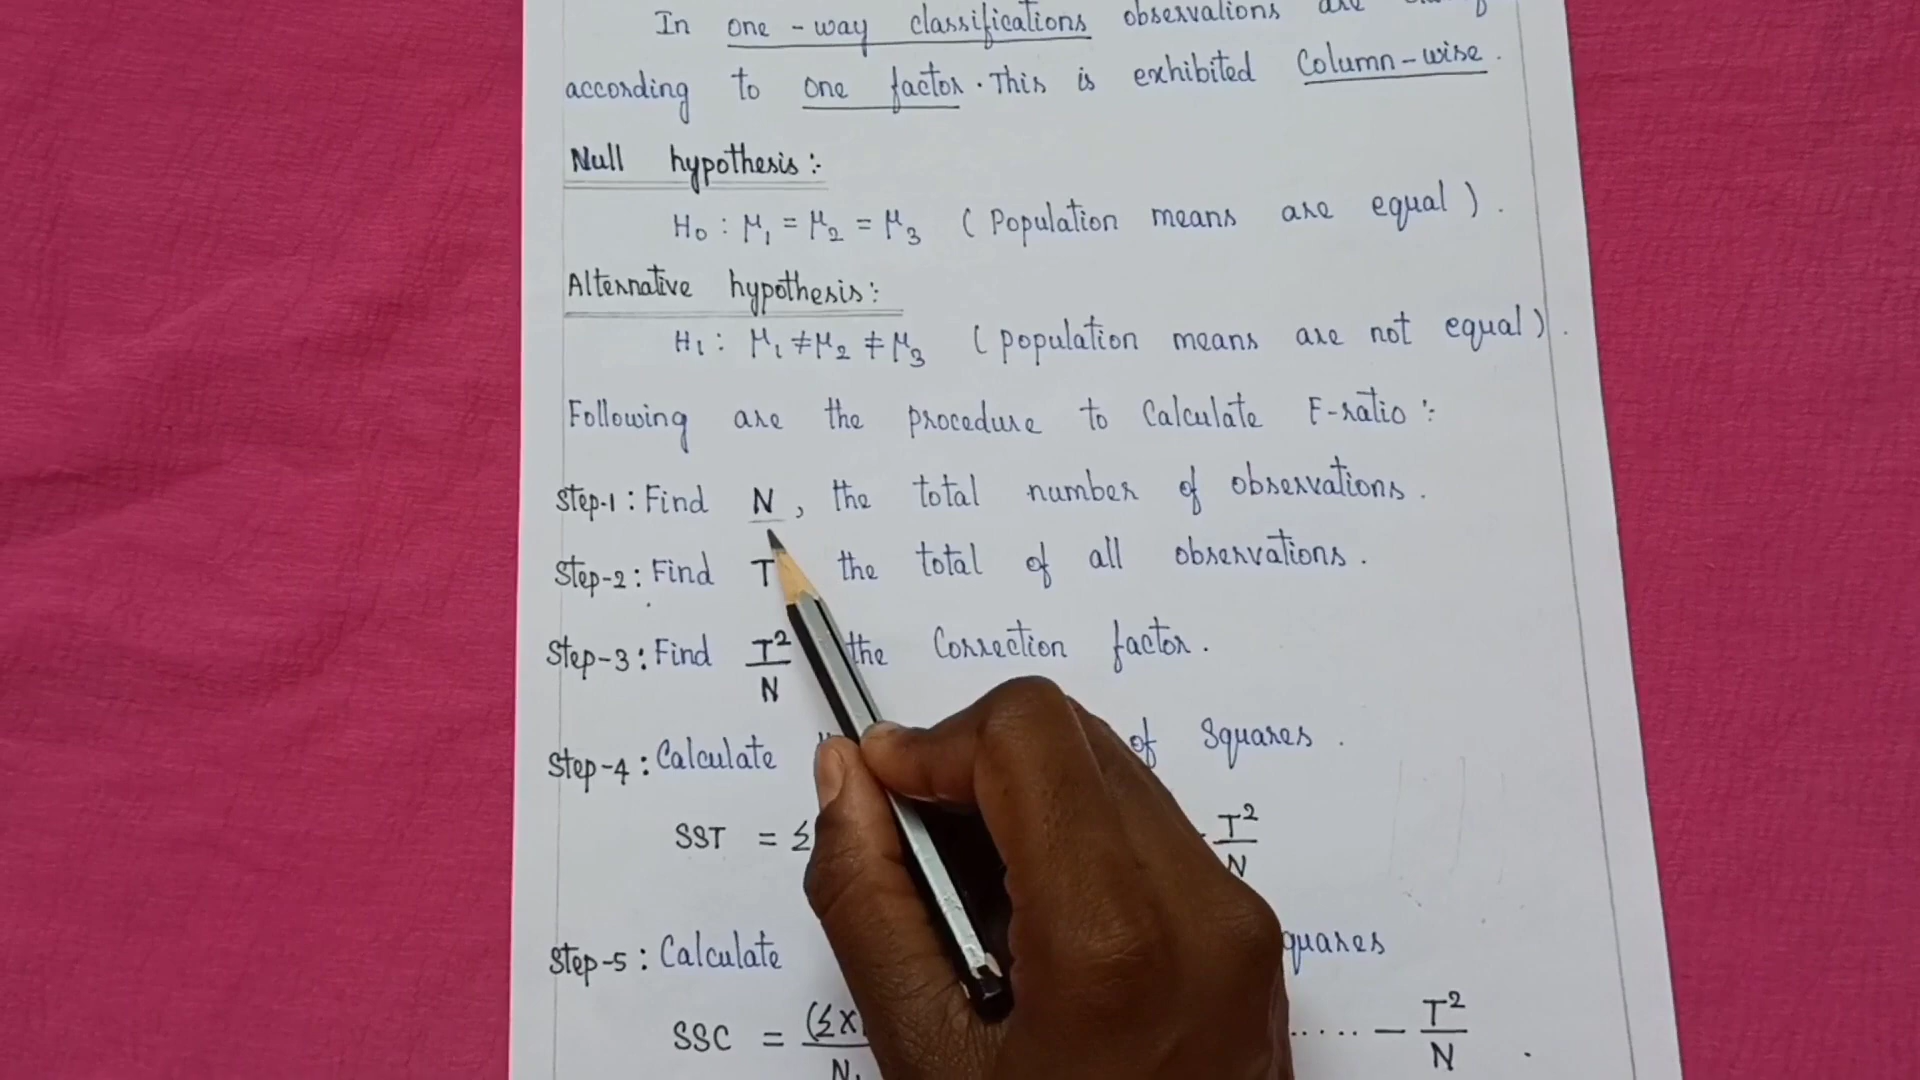 In one-way classifications observations are
according to one factor. This is exhibited Column-wise.
Null hypothesis:-
H₀ : μ₁ = μ₂ = μ₃ (Population means are equal).
Alternative hypothesis:-
H₁ : μ₁ ≠ μ₂ ≠ μ₃ (population means are not equal).
Following are the procedure to Calculate F-ratio:-
Step-1 : Find N, the total number of observations.
Step-2 : Find T the total of all observations.
Step-3 : Find T²/N the Correction factor.
Step-4 : Calculate of Squares.
SST = Σ T²/N
Step-5 : Calculate quares
SSC = (Σx ..... - T²/N .